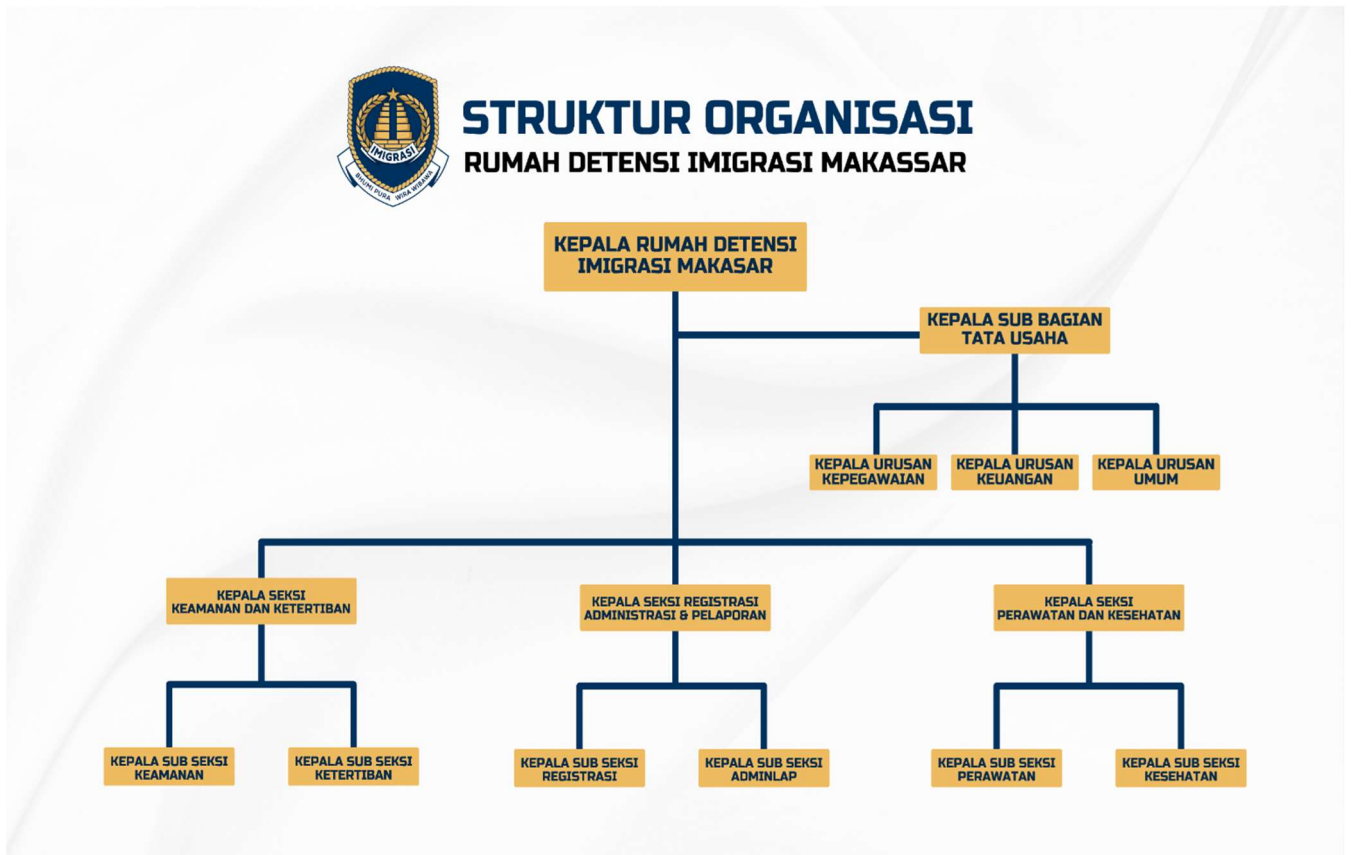 STRUKTUR ORGANISASI
RUMAH DETENSI IMIGRASI MAKASSAR
IMIGRASI
BHUMI PURA WIRA WIBAWA
KEPALA RUMAH DETENSI
IMIGRASI MAKASAR
KEPALA SUB BAGIAN
TATA USAHA
KEPALA URUSAN
KEPEGAWAIAN
KEPALA URUSAN
KEUANGAN
KEPALA URUSAN
UMUM
KEPALA SEKSI
KEAMANAN DAN KETERTIBAN
KEPALA SEKSI REGISTRASI
ADMINISTRASI & PELAPORAN
KEPALA SEKSI
PERAWATAN DAN KESEHATAN
KEPALA SUB SEKSI
KEAMANAN
KEPALA SUB SEKSI
KETERTIBAN
KEPALA SUB SEKSI
REGISTRASI
KEPALA SUB SEKSI
ADMINLAP
KEPALA SUB SEKSI
PERAWATAN
KEPALA SUB SEKSI
KESEHATAN